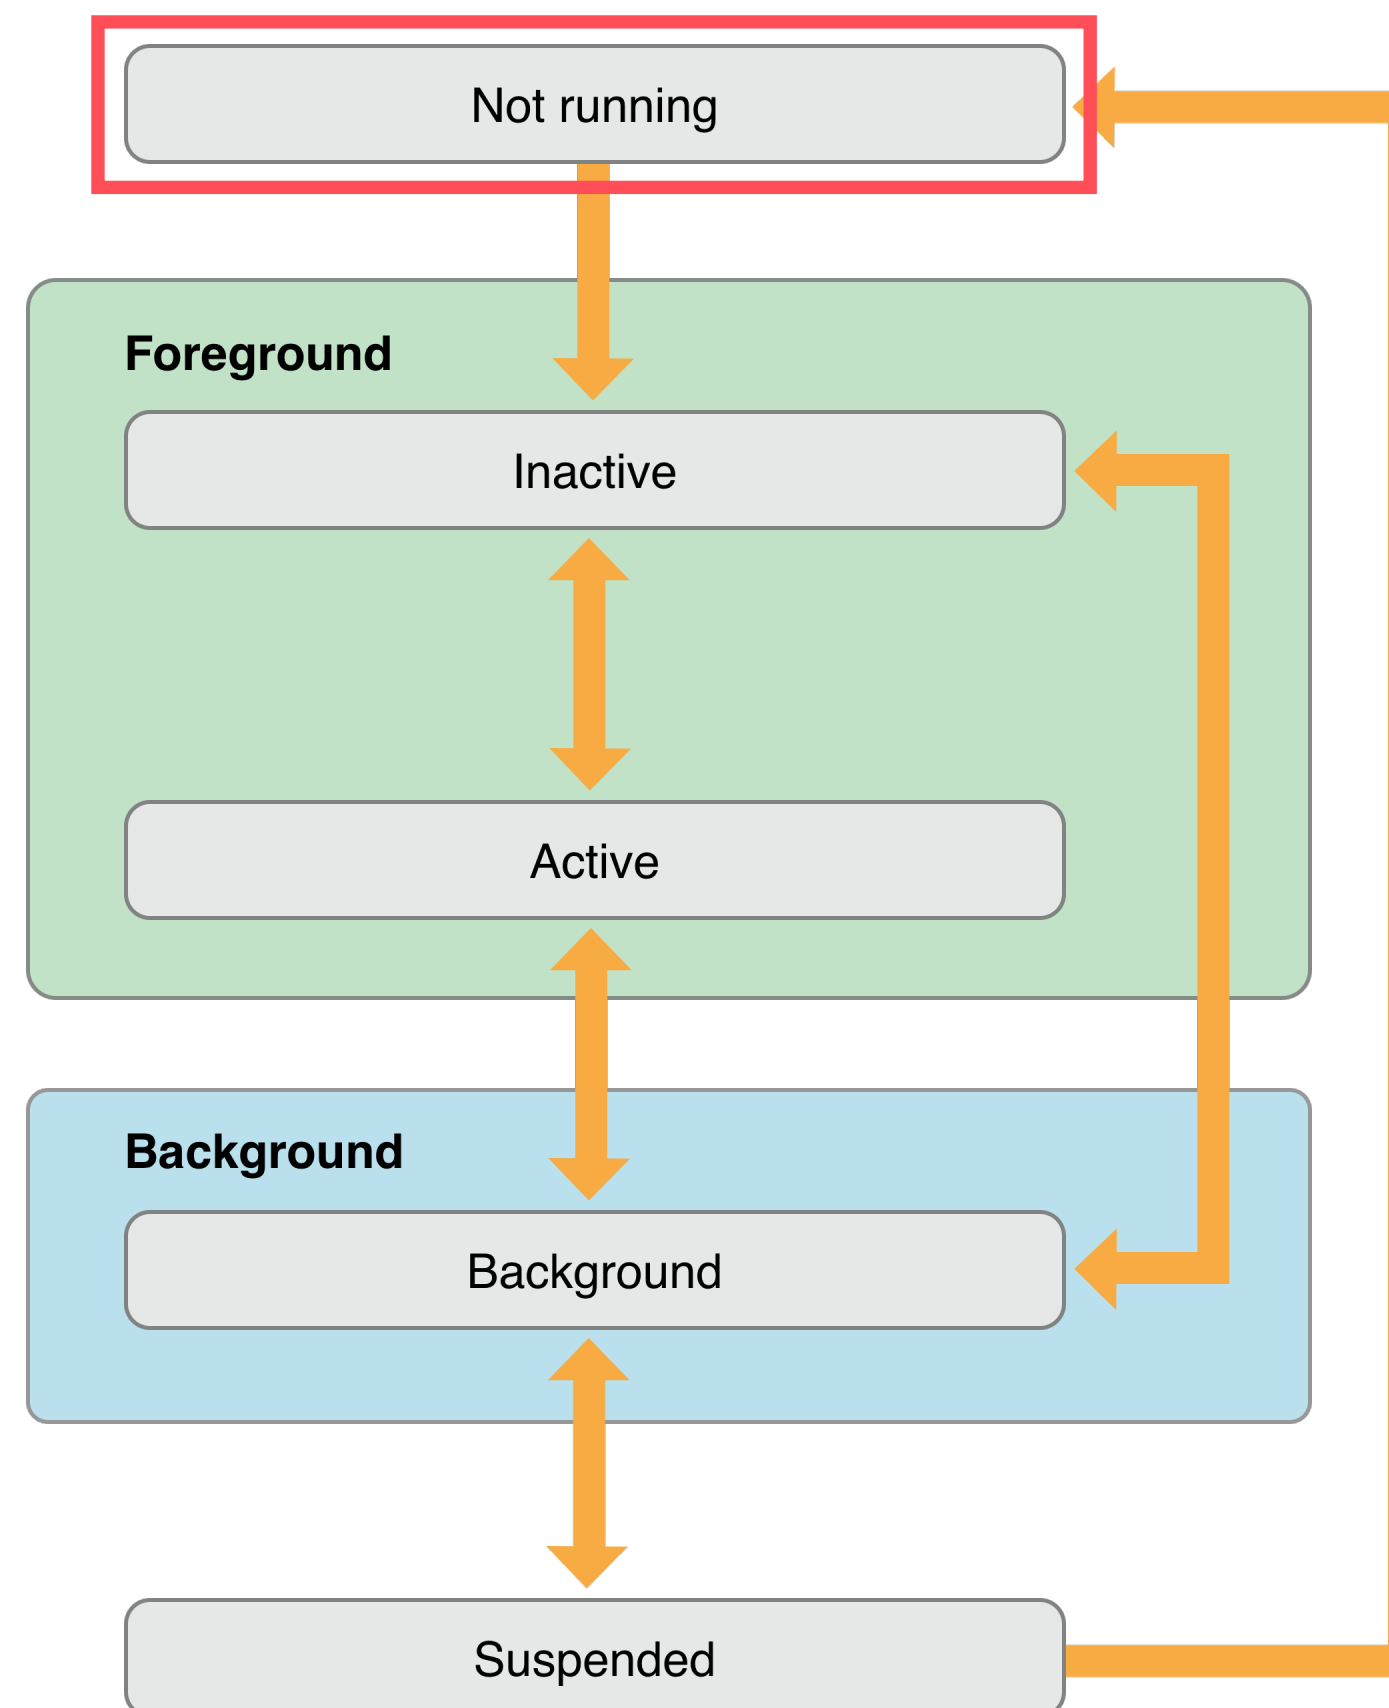 Not running
Foreground
Inactive
Active
Background
Background
Suspended